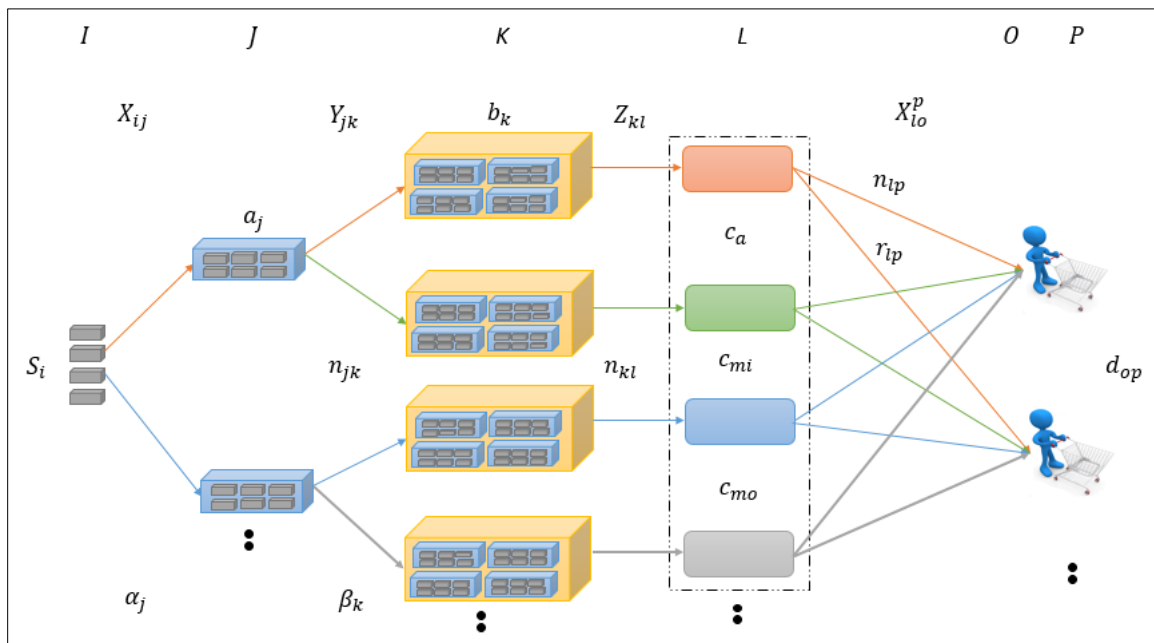 I J K L O P
X_{ij} Y_{jk} b_k Z_{kl} X_{lo}^p
n_{lp}
a_j c_a r_{lp}
S_i n_{jk} n_{kl} c_{mi} d_{op}
c_{mo}
α_j β_k